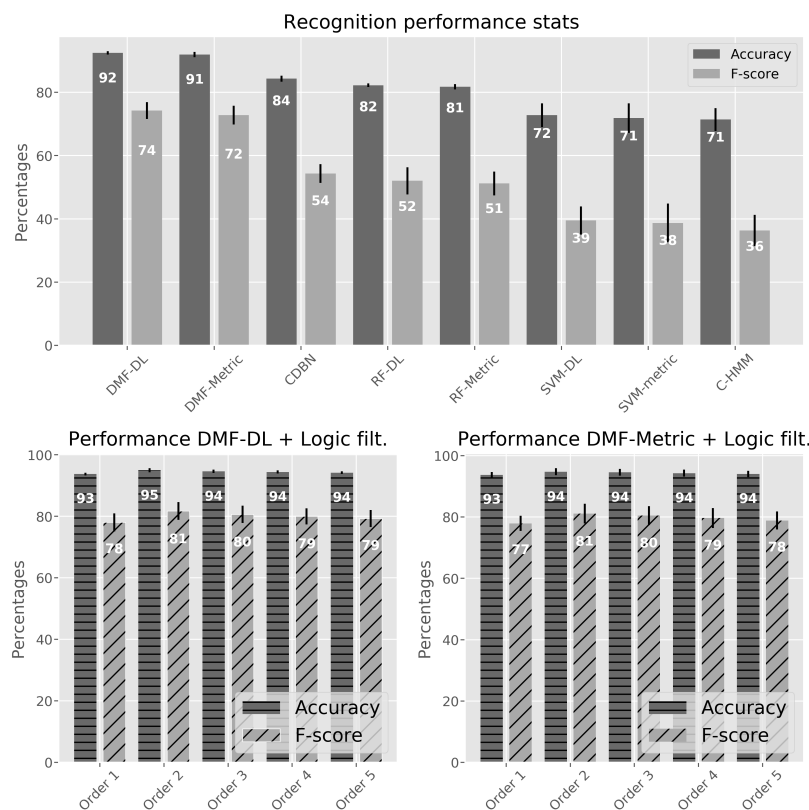 Recognition performance stats
Accuracy
F-score
Percentages
80
60
40
20
0
92 74 91 72 84 54 82 52 81 51 72 39 71 38 71 36
DMF-DL DMF-Metric CDBN RF-DL RF-Metric SVM-DL SVM-metric C-HMM
Performance DMF-DL + Logic filt.
Percentages
100
80
60
40
20
0
93 78 95 81 94 80 94 79 94 79
Accuracy
F-score
Order 1 Order 2 Order 3 Order 4 Order 5
Performance DMF-Metric + Logic filt.
Percentages
100
80
60
40
20
0
93 77 94 81 94 80 94 79 94 78
Accuracy
F-score
Order 1 Order 2 Order 3 Order 4 Order 5